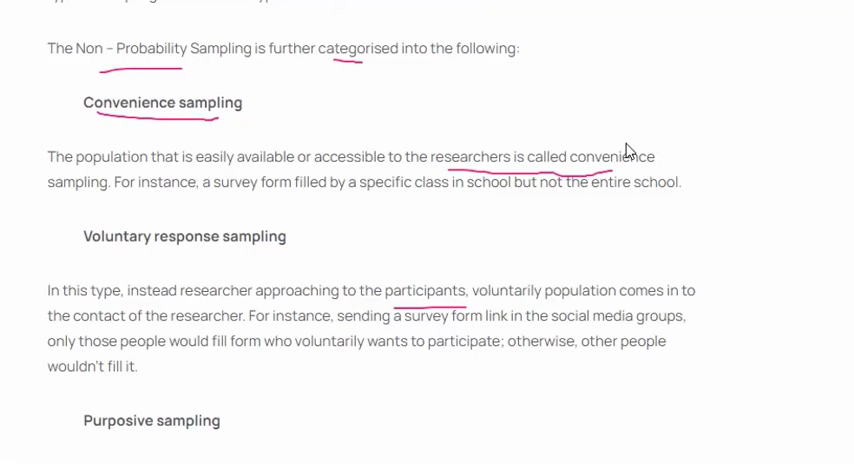 The Non – Probability Sampling is further categorised into the following:
Convenience sampling
The population that is easily available or accessible to the researchers is called convenience
sampling. For instance, a survey form filled by a specific class in school but not the entire school.
Voluntary response sampling
In this type, instead researcher approaching to the participants, voluntarily population comes in to
the contact of the researcher. For instance, sending a survey form link in the social media groups,
only those people would fill form who voluntarily wants to participate; otherwise, other people
wouldn't fill it.
Purposive sampling